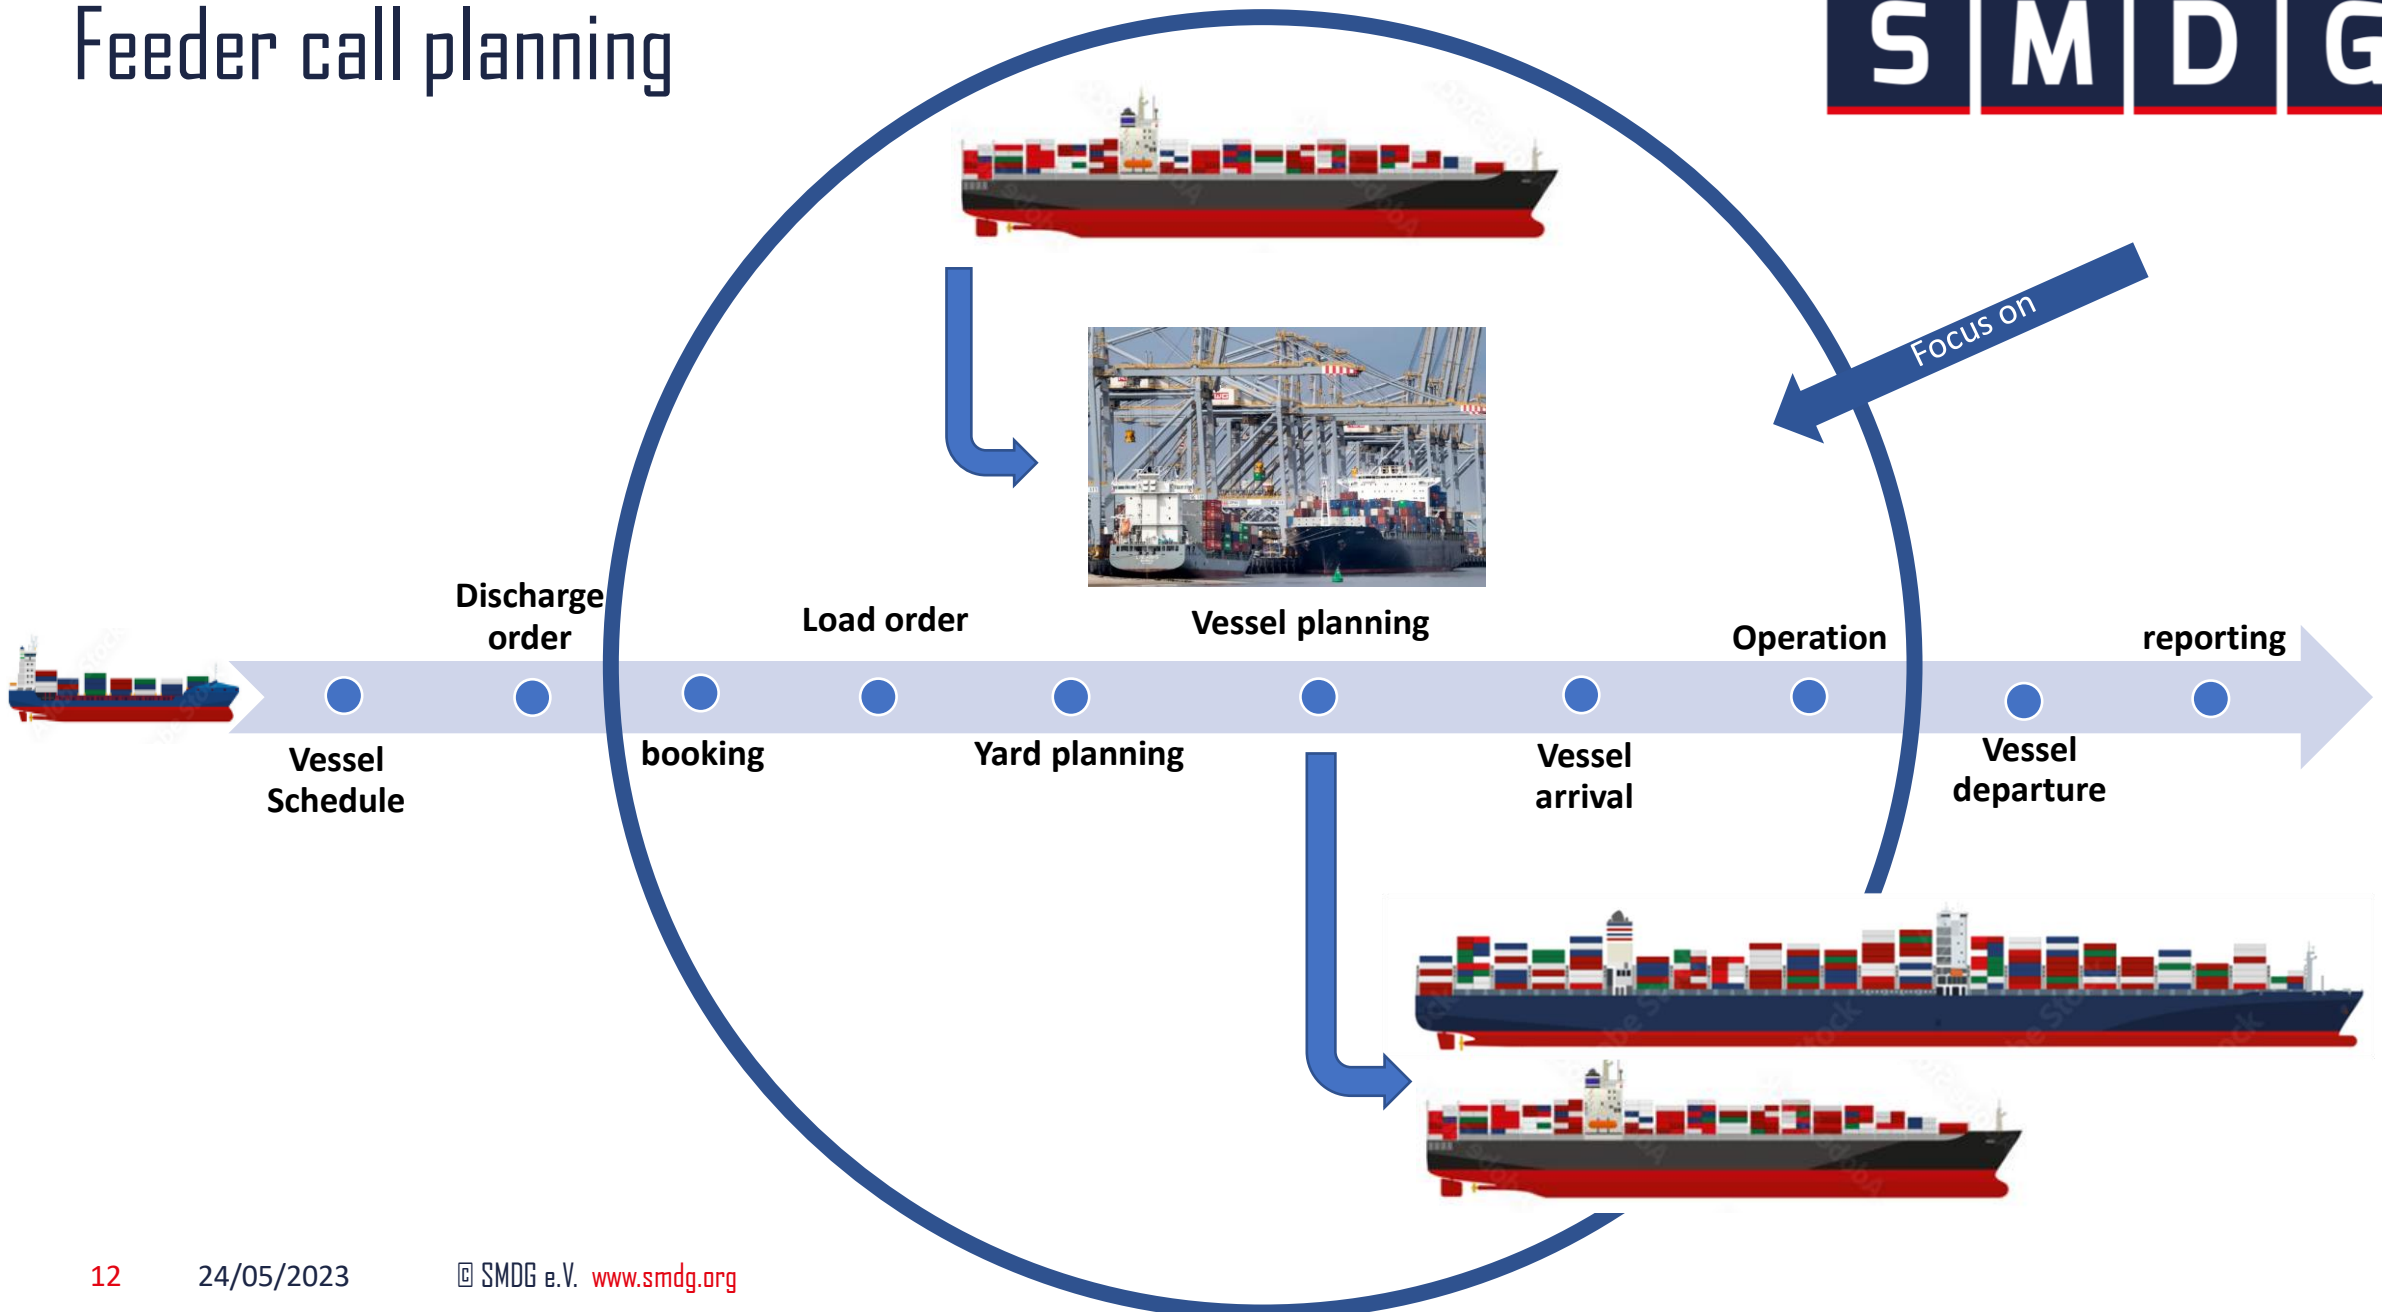 Feeder call planning
SMDG
Focus on
Discharge
order
Load order
Vessel planning
Operation
reporting
Vessel
Schedule
booking
Yard planning
Vessel
arrival
Vessel
departure
12 24/05/2023 © SMDG e.V. www.smdg.org